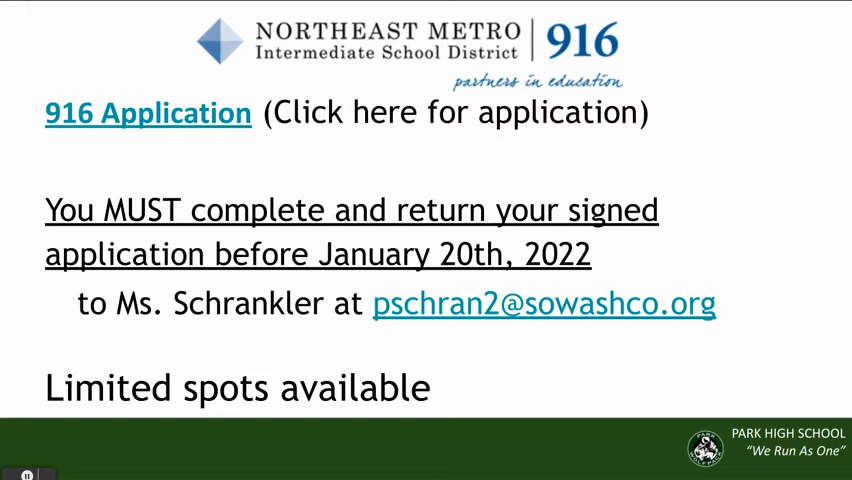 NORTHEAST METRO
Intermediate School District
916
partners in education
916 Application (Click here for application)
You MUST complete and return your signed
application before January 20th, 2022
to Ms. Schrankler at pschran2@sowashco.org
Limited spots available
PARK HIGH SCHOOL
“We Run As One”
PARK
WOLFPACK